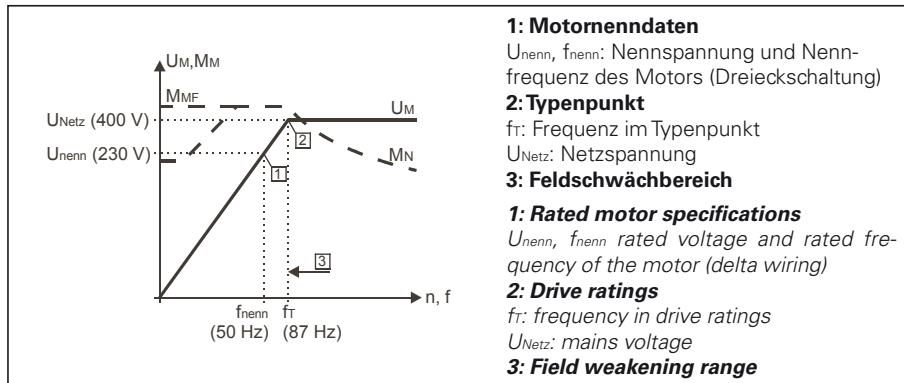 UM,MM
MMF
UNetz (400 V)
UM
Unenn (230 V)
2
1
MN
3
n, f
fnenn
fT
(50 Hz)
(87 Hz)
1: Motornenndaten
Unenn, fnenn: Nennspannung und Nenn-
frequenz des Motors (Dreieckschaltung)
2: Typenpunkt
fT: Frequenz im Typenpunkt
UNetz: Netzspannung
3: Feldschwächbereich
1: Rated motor specifications
Unenn, fnenn rated voltage and rated fre-
quency of the motor (delta wiring)
2: Drive ratings
fT: frequency in drive ratings
UNetz: mains voltage
3: Field weakening range